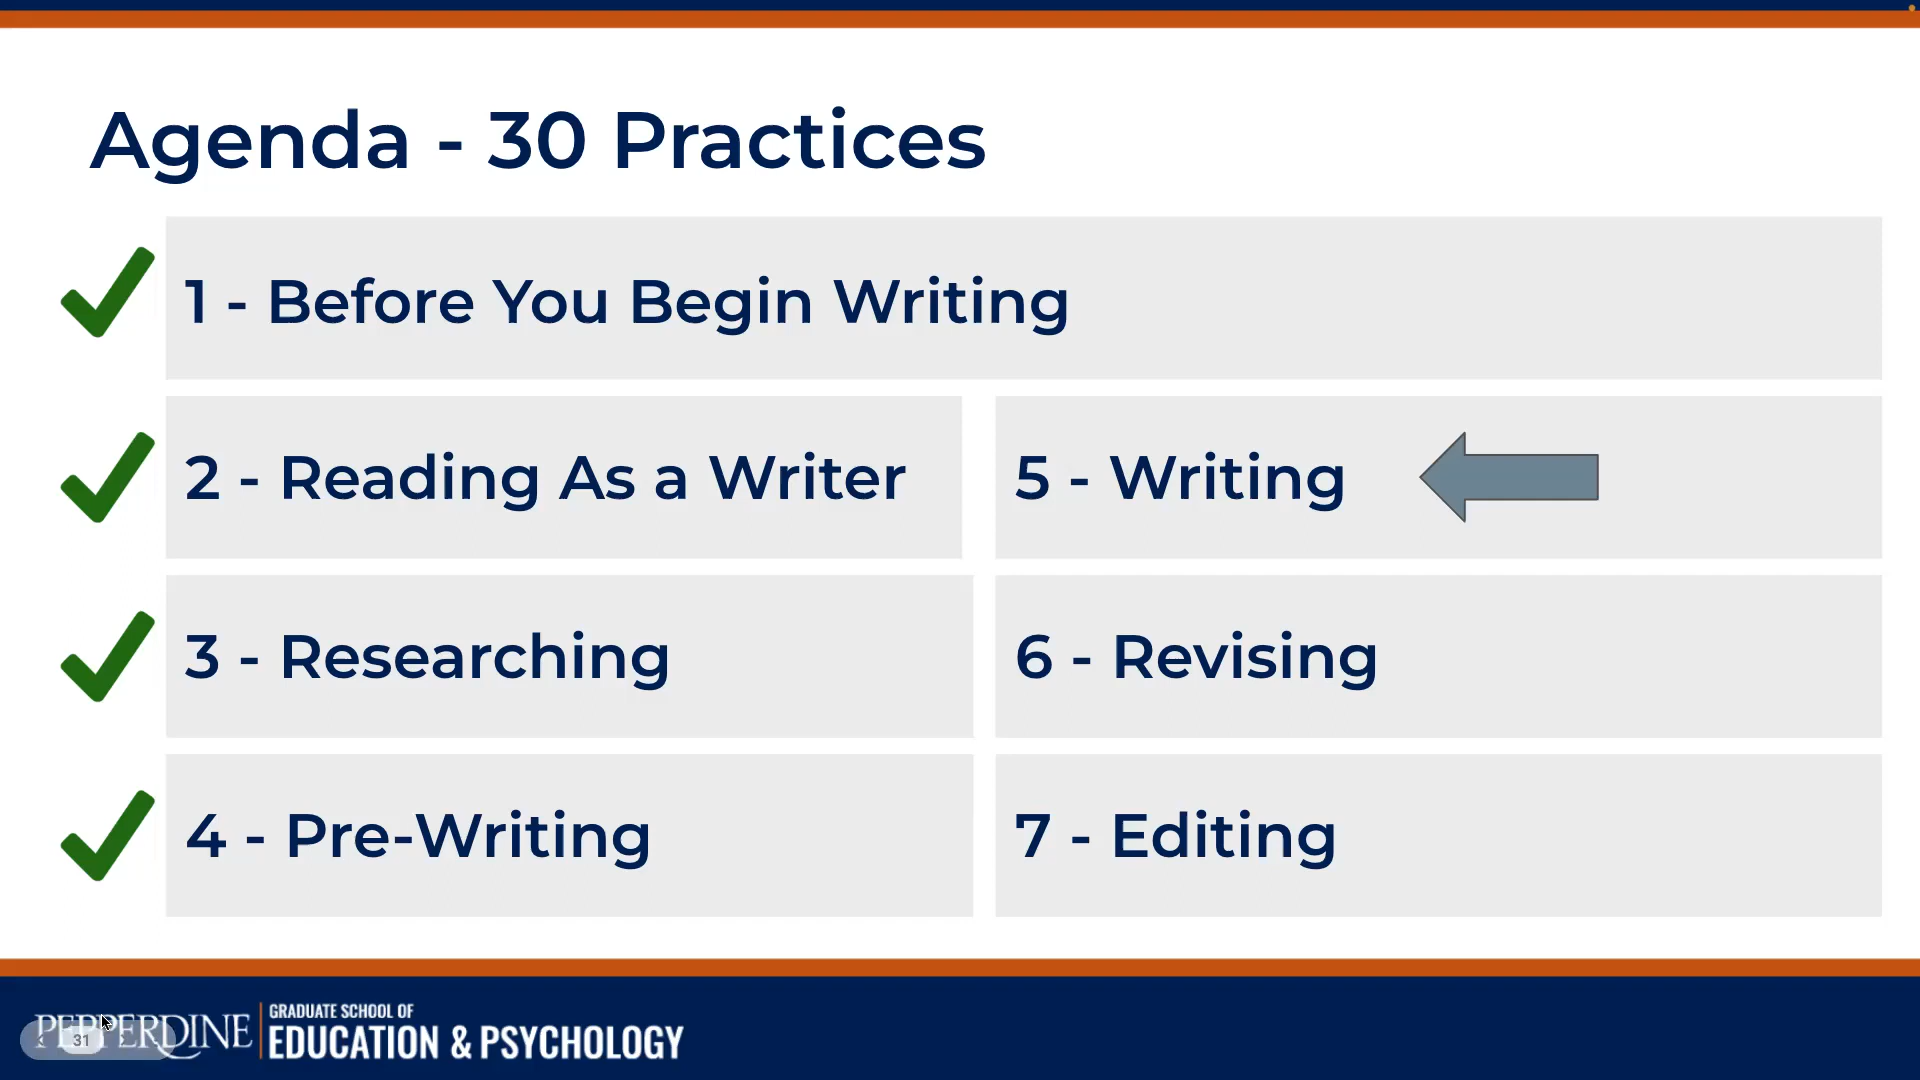 Agenda - 30 Practices
1 - Before You Begin Writing
2 - Reading As a Writer
3 - Researching
4 - Pre-Writing
5 - Writing
6 - Revising
7 - Editing
PEPPERDINE
GRADUATE SCHOOL OF
EDUCATION & PSYCHOLOGY
31